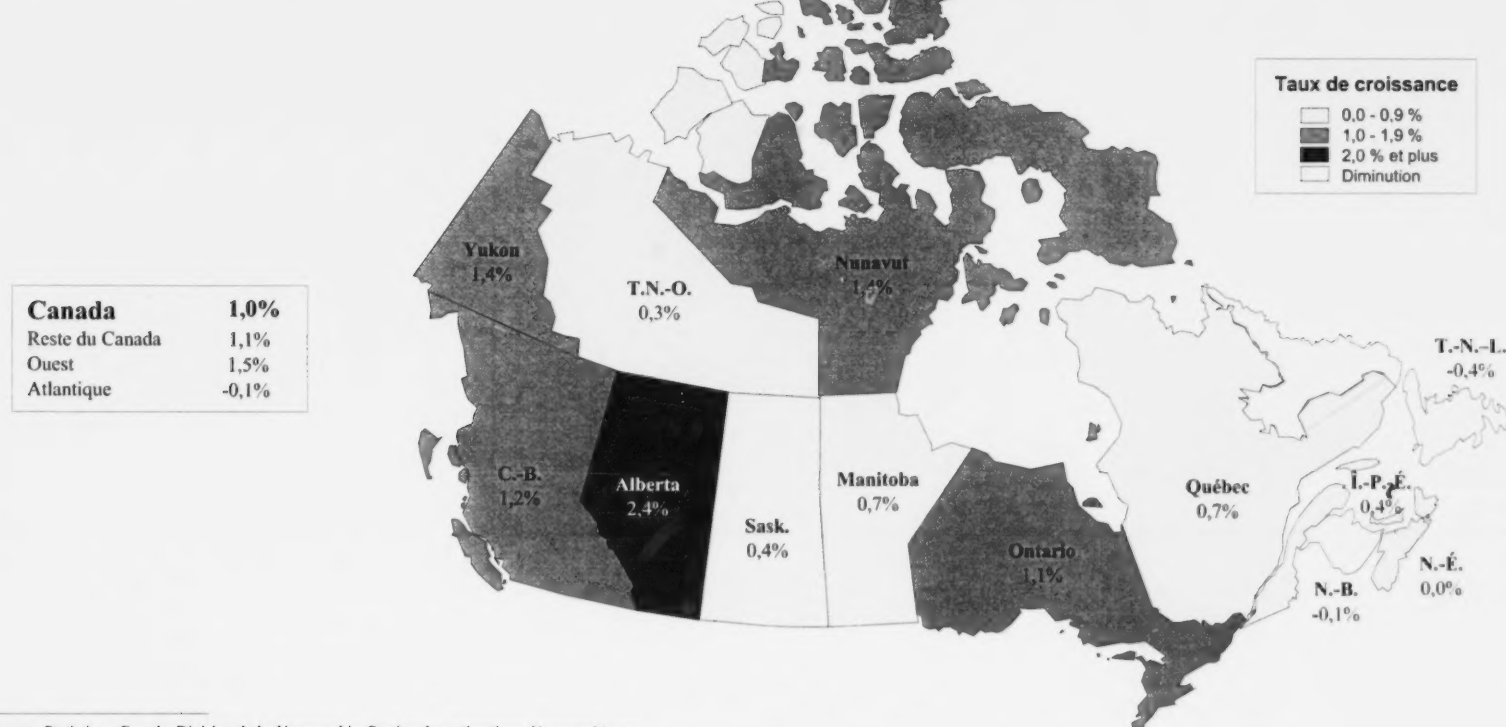 Taux de croissance
0,0 - 0,9 %
1,0 - 1,9 %
2,0 % et plus
Diminution
Canada 1,0%
Reste du Canada 1,1%
Ouest 1,5%
Atlantique -0,1%
Yukon
1,4%
T.N.-O.
0,3%
Nunavut
1,4%
T.-N.–L.
-0,4%
C.-B.
1,2%
Alberta
2,4%
Sask.
0,4%
Manitoba
0,7%
Ontario
1,1%
Québec
0,7%
Î.-P.-É.
0,4%
N.-É.
0,0%
N.-B.
-0,1%